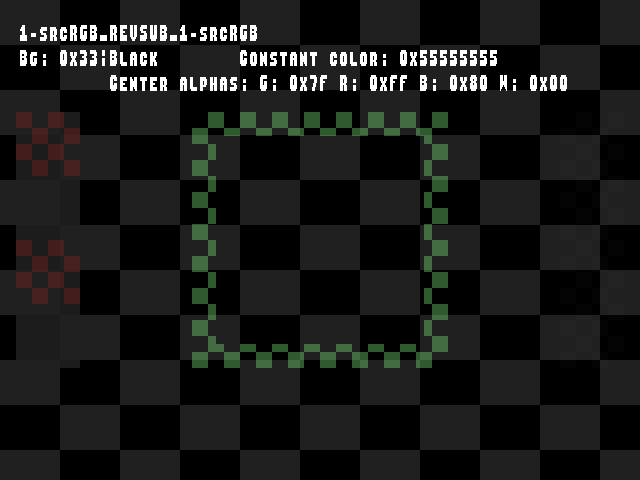 1-srcRGB_REVSUB_1-srcRGB
Bg: 0x33¦Black Constant color: 0x55555555
Center alphas: G: 0x7f R: 0xff B: 0x80 W: 0x00